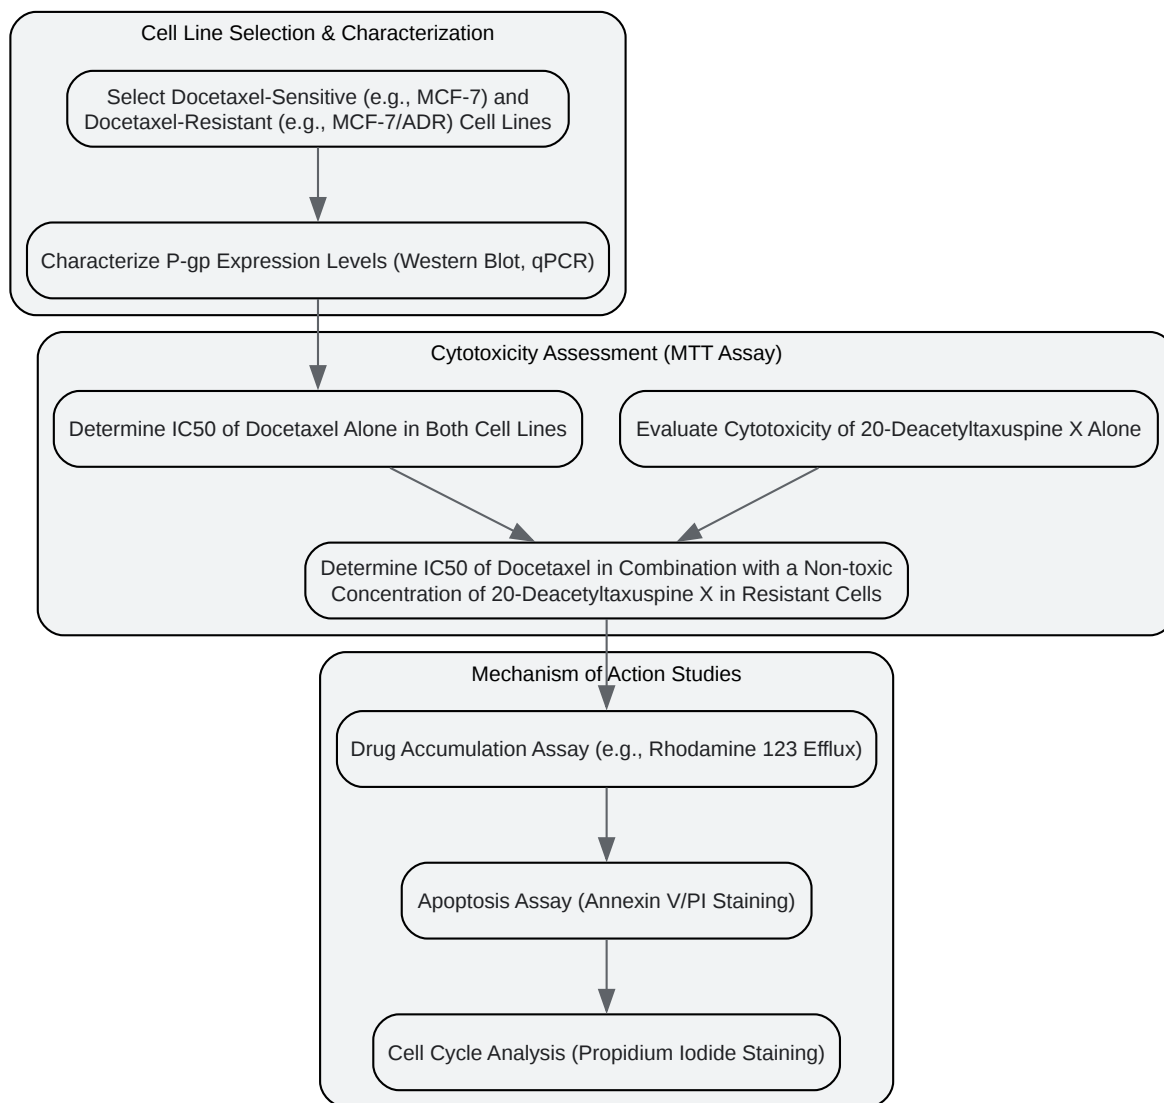 Cell Line Selection & Characterization
Select Docetaxel-Sensitive (e.g., MCF-7) and
Docetaxel-Resistant (e.g., MCF-7/ADR) Cell Lines
Characterize P-gp Expression Levels (Western Blot, qPCR)
Cytotoxicity Assessment (MTT Assay)
Determine IC50 of Docetaxel Alone in Both Cell Lines
Evaluate Cytotoxicity of 20-Deacetyltaxuspine X Alone
Determine IC50 of Docetaxel in Combination with a Non-toxic
Concentration of 20-Deacetyltaxuspine X in Resistant Cells
Mechanism of Action Studies
Drug Accumulation Assay (e.g., Rhodamine 123 Efflux)
Apoptosis Assay (Annexin V/PI Staining)
Cell Cycle Analysis (Propidium Iodide Staining)